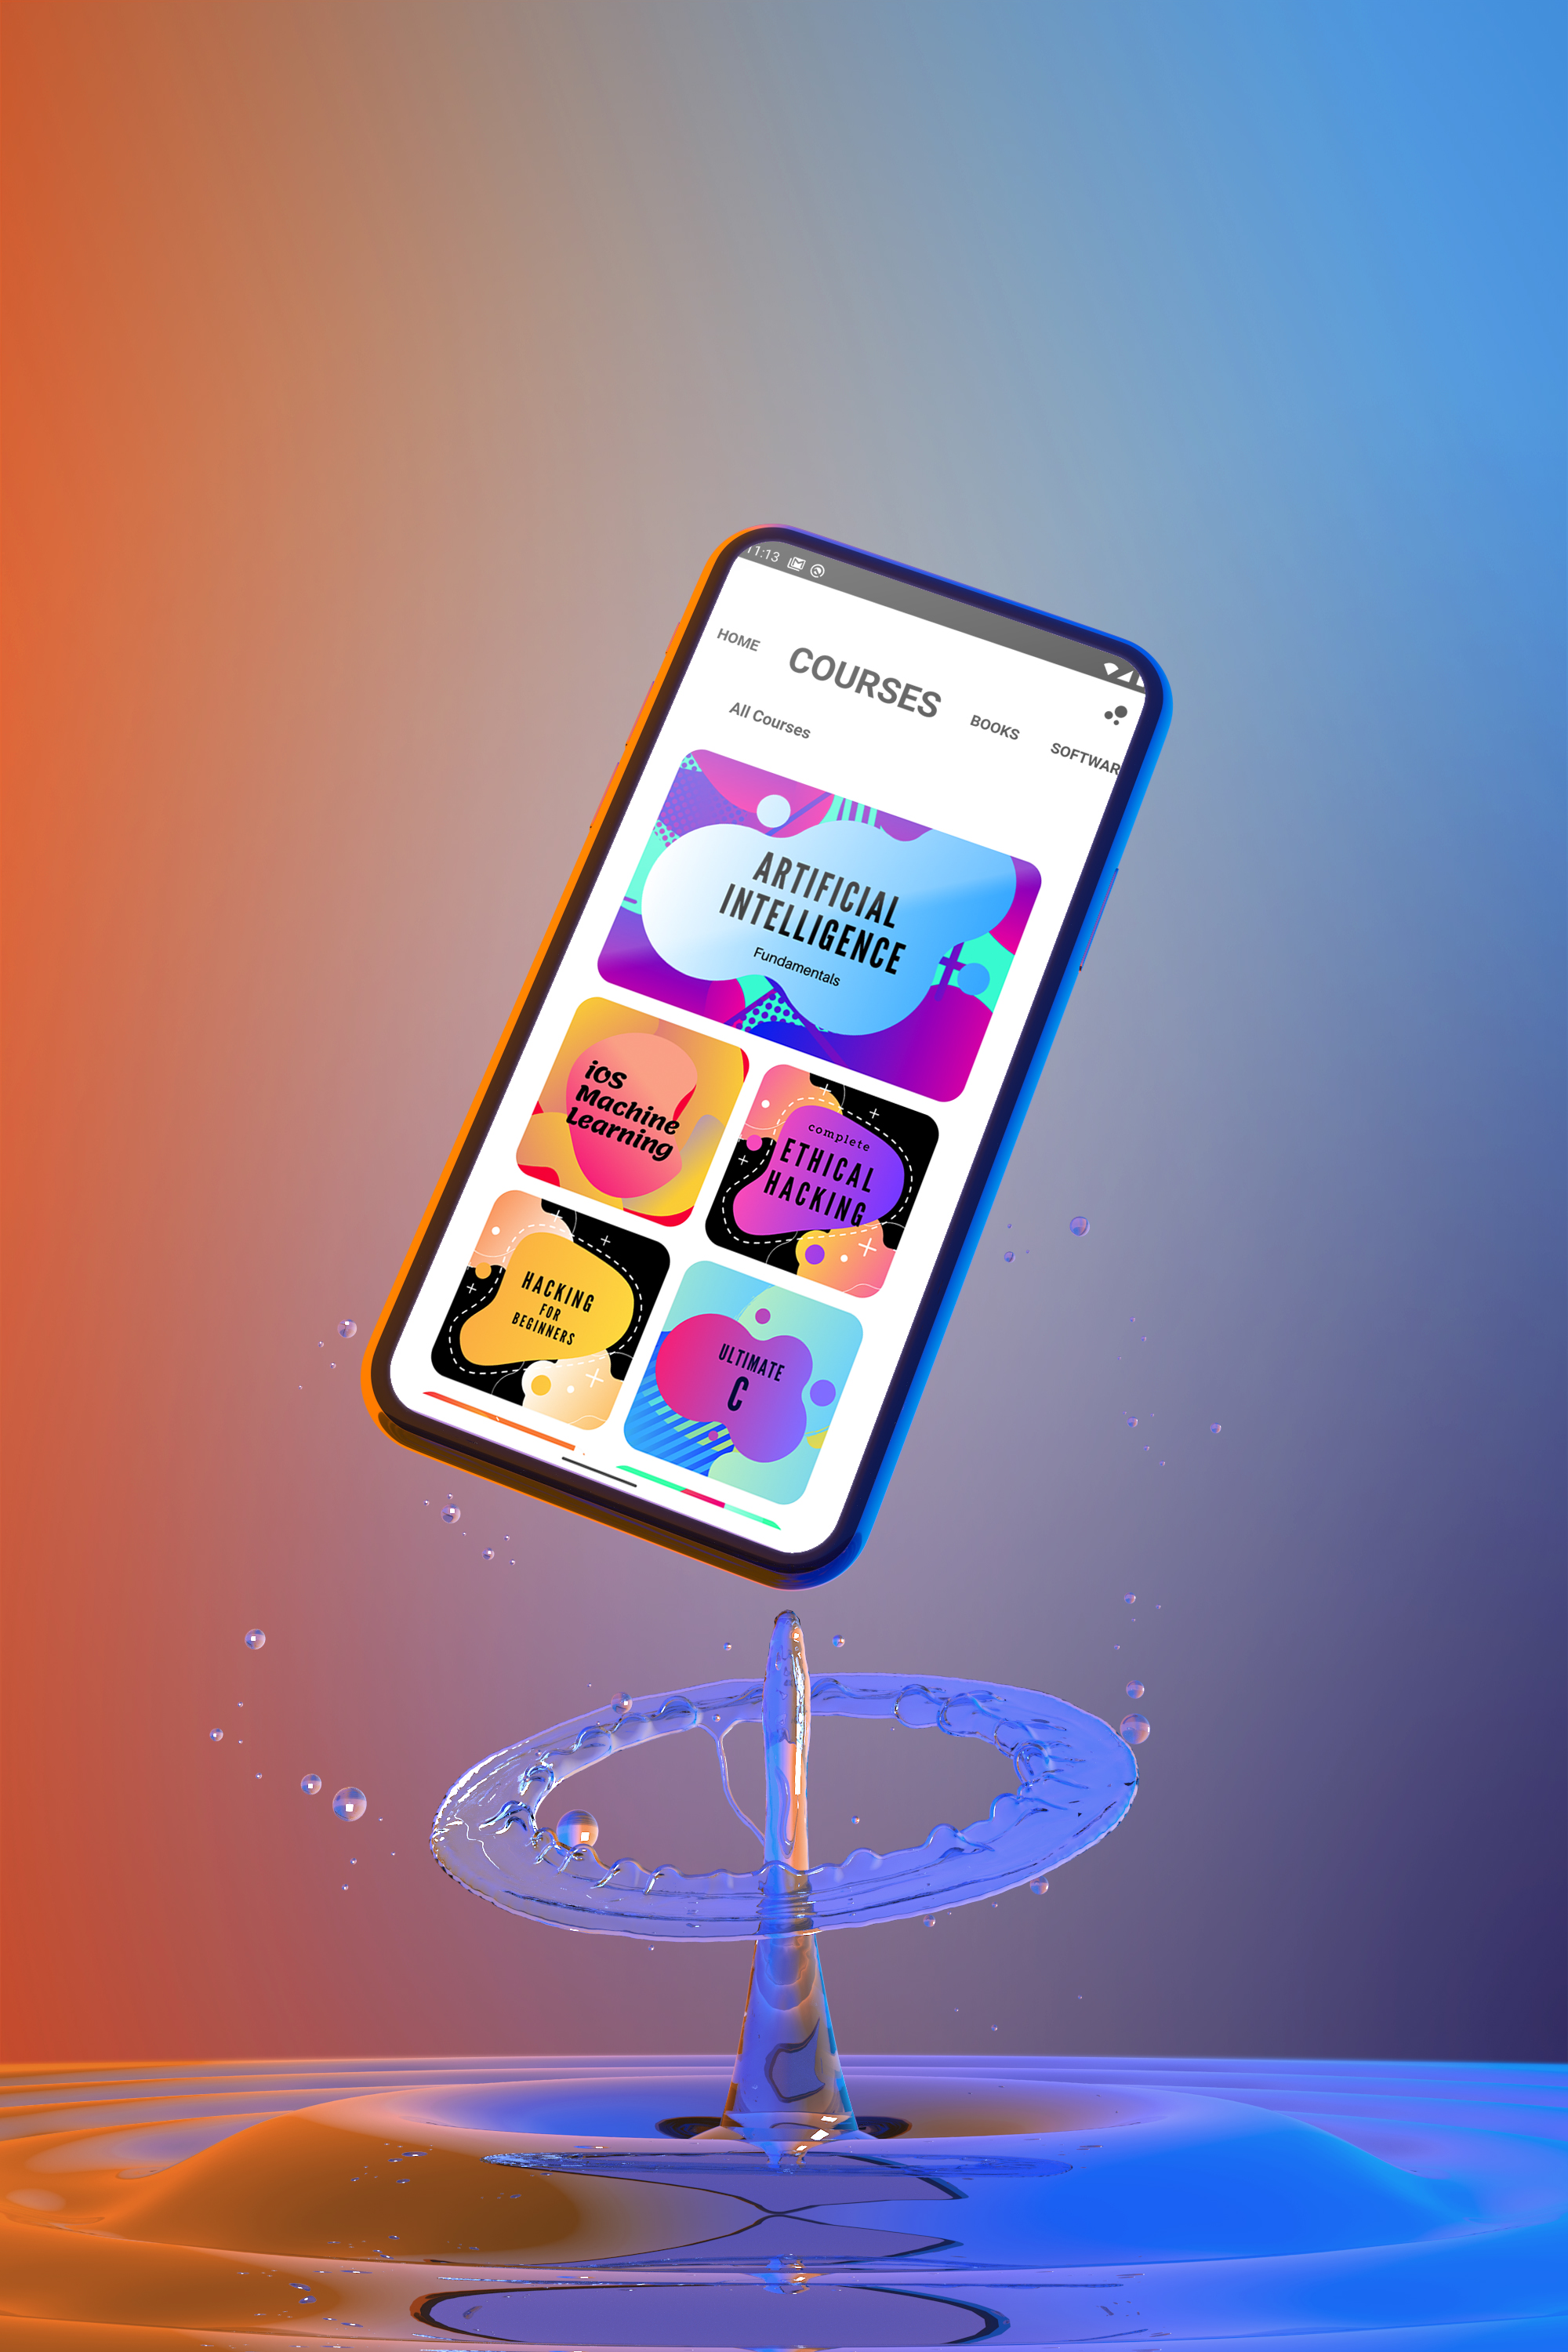 11:13
HOME COURSES BOOKS SOFTWAR
All Courses
ARTIFICIAL
INTELLIGENCE
Fundamentals
iOS
Machine
Learning
complete
ETHICAL
HACKING
HACKING
FOR
BEGINNERS
ULTIMATE
C